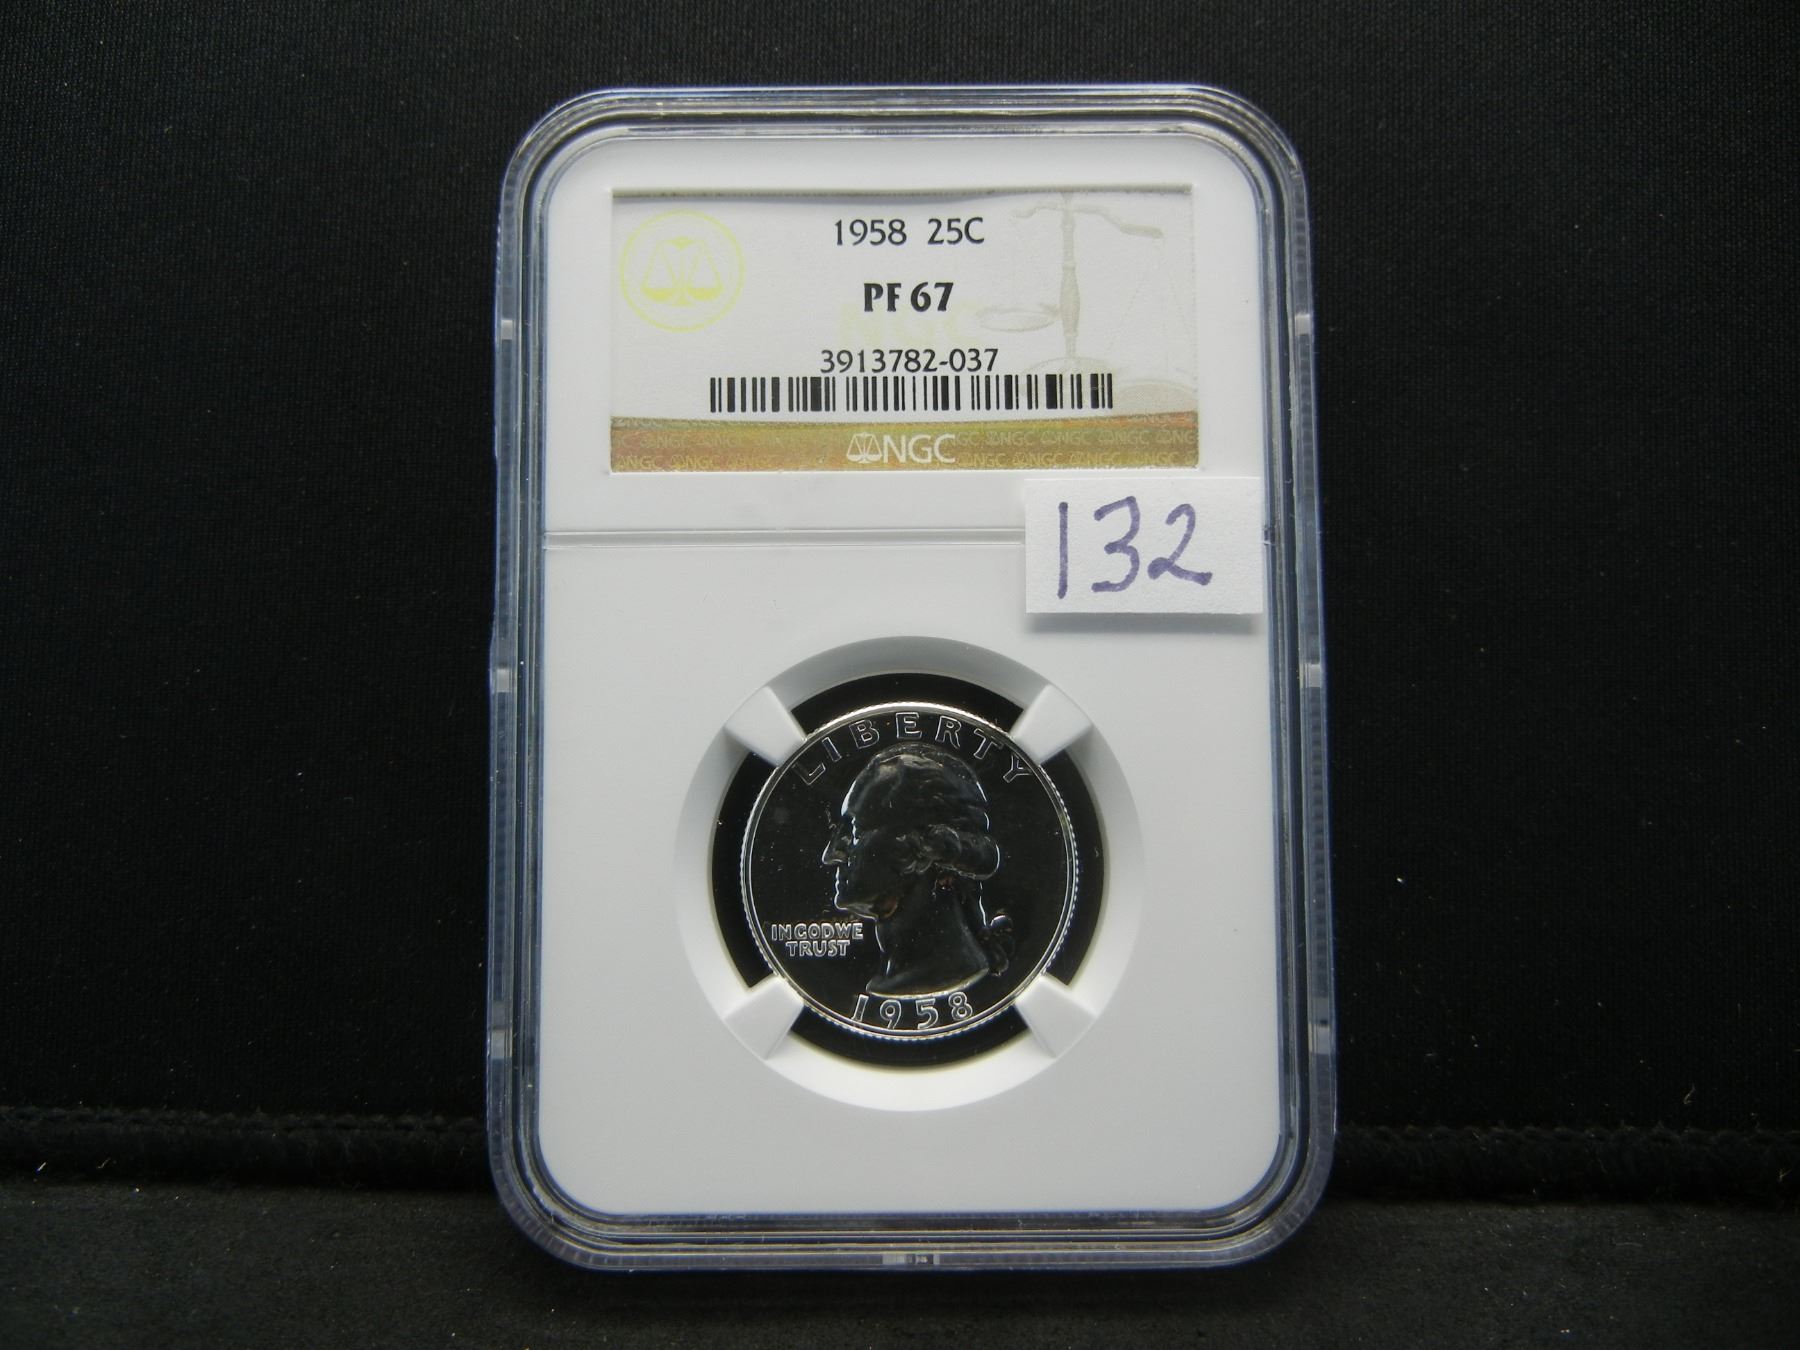 1958 25C
PF 67
3913782-037
NGC
132
LIBERTY
IN GOD WE
TRUST
1958